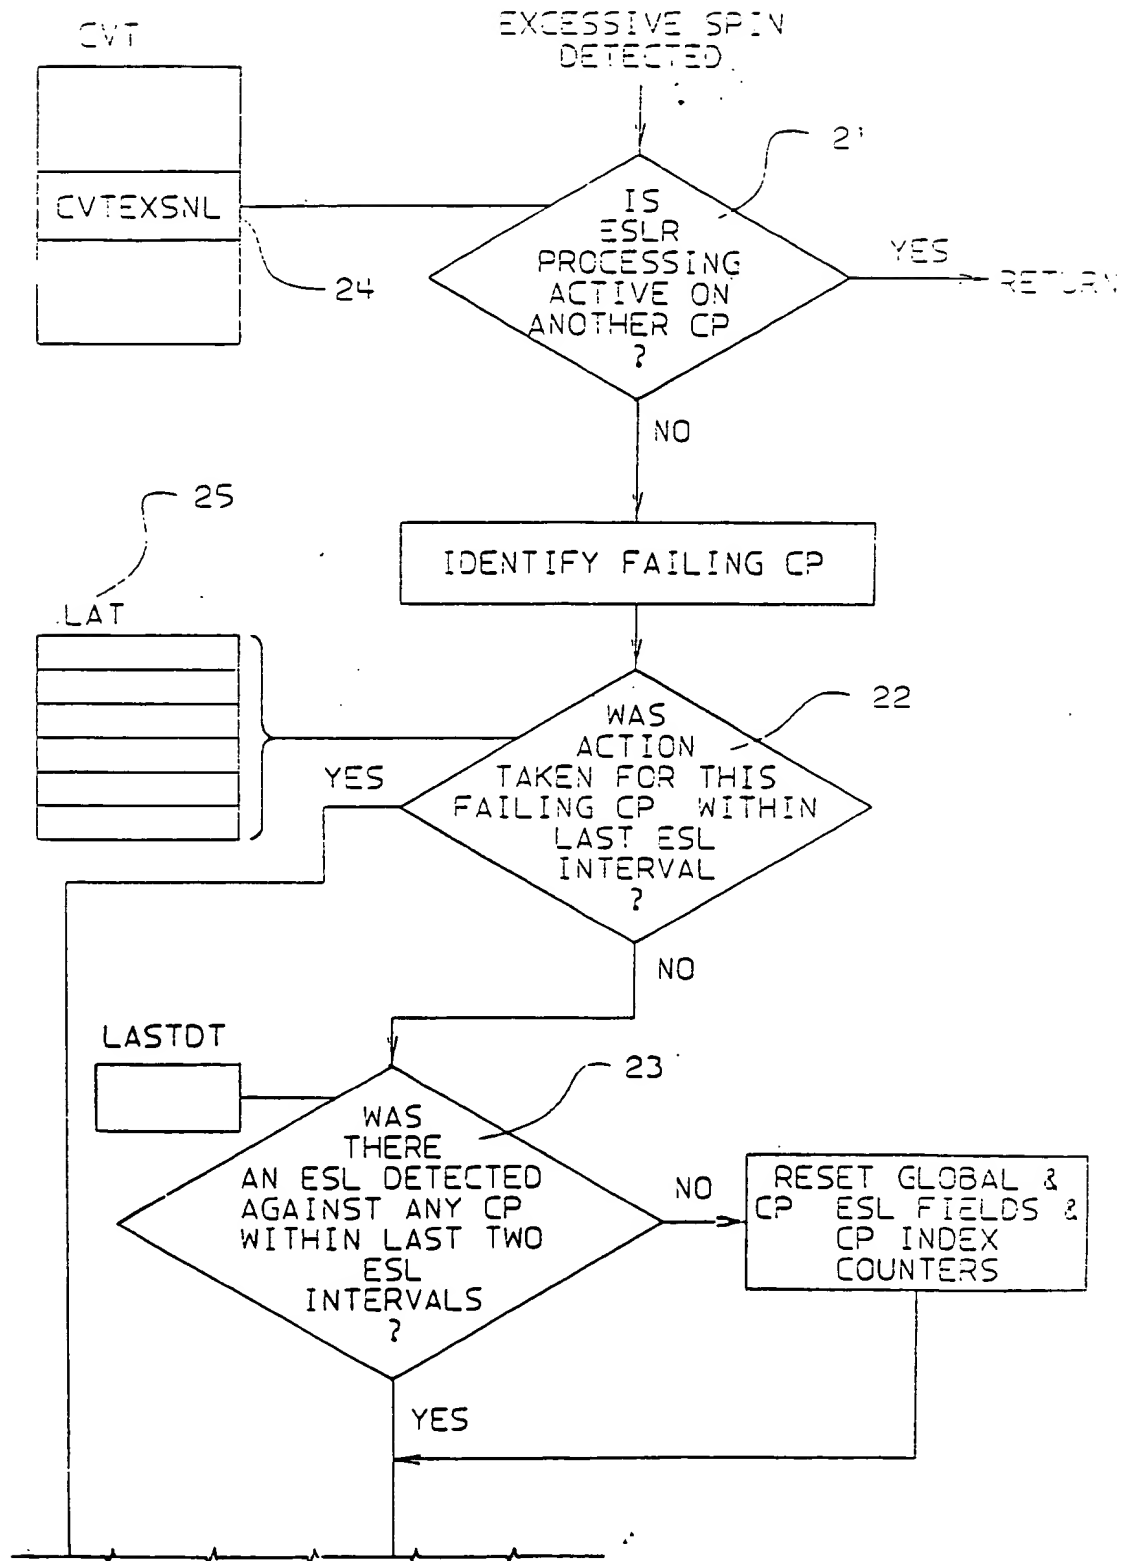 CVT
CVTEXSNL
24
EXCESSIVE SPIN
DETECTED
IS
ESLR
PROCESSING
ACTIVE ON
ANOTHER CP
?
YES
RETURN
NO
25
LAT
IDENTIFY FAILING CP
22
WAS
ACTION
TAKEN FOR THIS
FAILING CP WITHIN
LAST ESL
INTERVAL
?
YES
NO
LASTDT
23
WAS
THERE
AN ESL DETECTED
AGAINST ANY CP
WITHIN LAST TWO
ESL
INTERVALS
?
NO
RESET GLOBAL &
CP ESL FIELDS &
CP INDEX
COUNTERS
YES